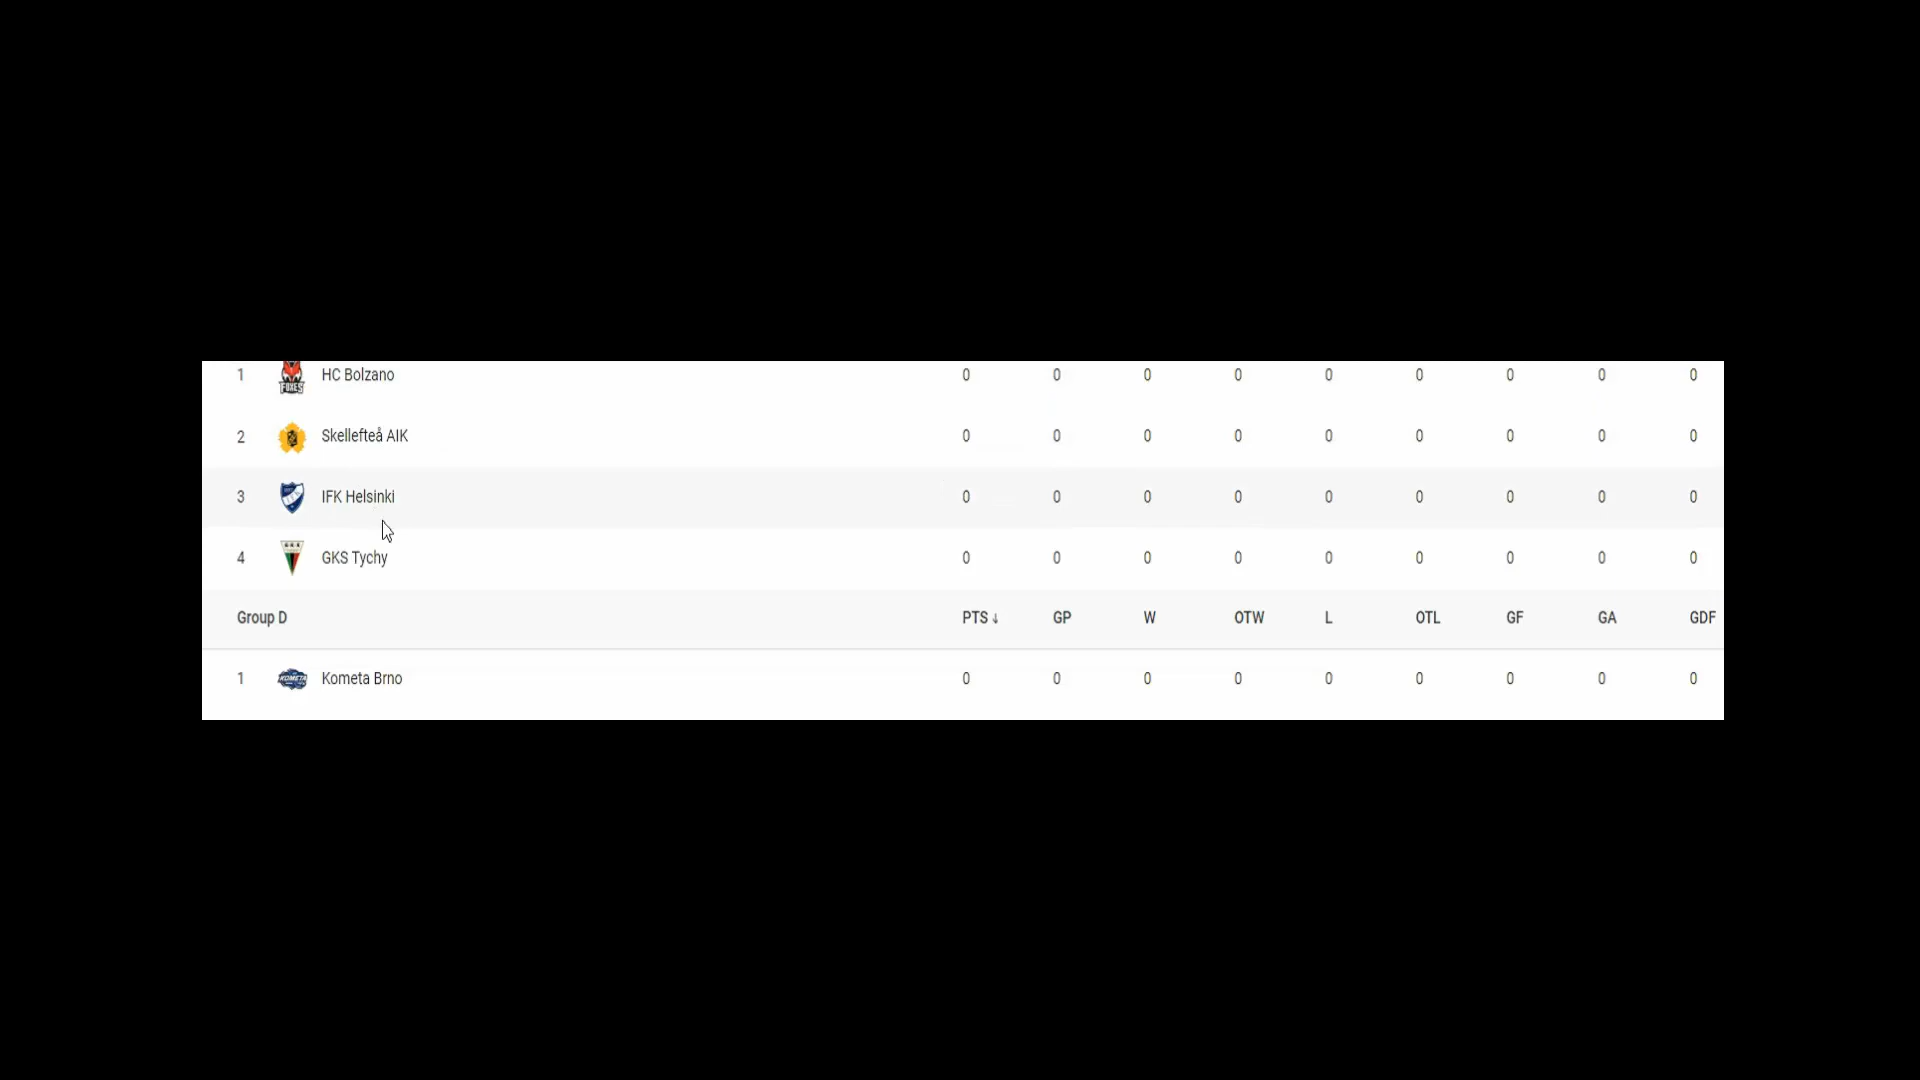 1 HC Bolzano 0 0 0 0 0 0 0 0 0
2 Skellefteå AIK 0 0 0 0 0 0 0 0 0
3 IFK Helsinki 0 0 0 0 0 0 0 0 0
4 GKS Tychy 0 0 0 0 0 0 0 0 0
Group D PTS ↓ GP W OTW L OTL GF GA GDF
1 Kometa Brno 0 0 0 0 0 0 0 0 0